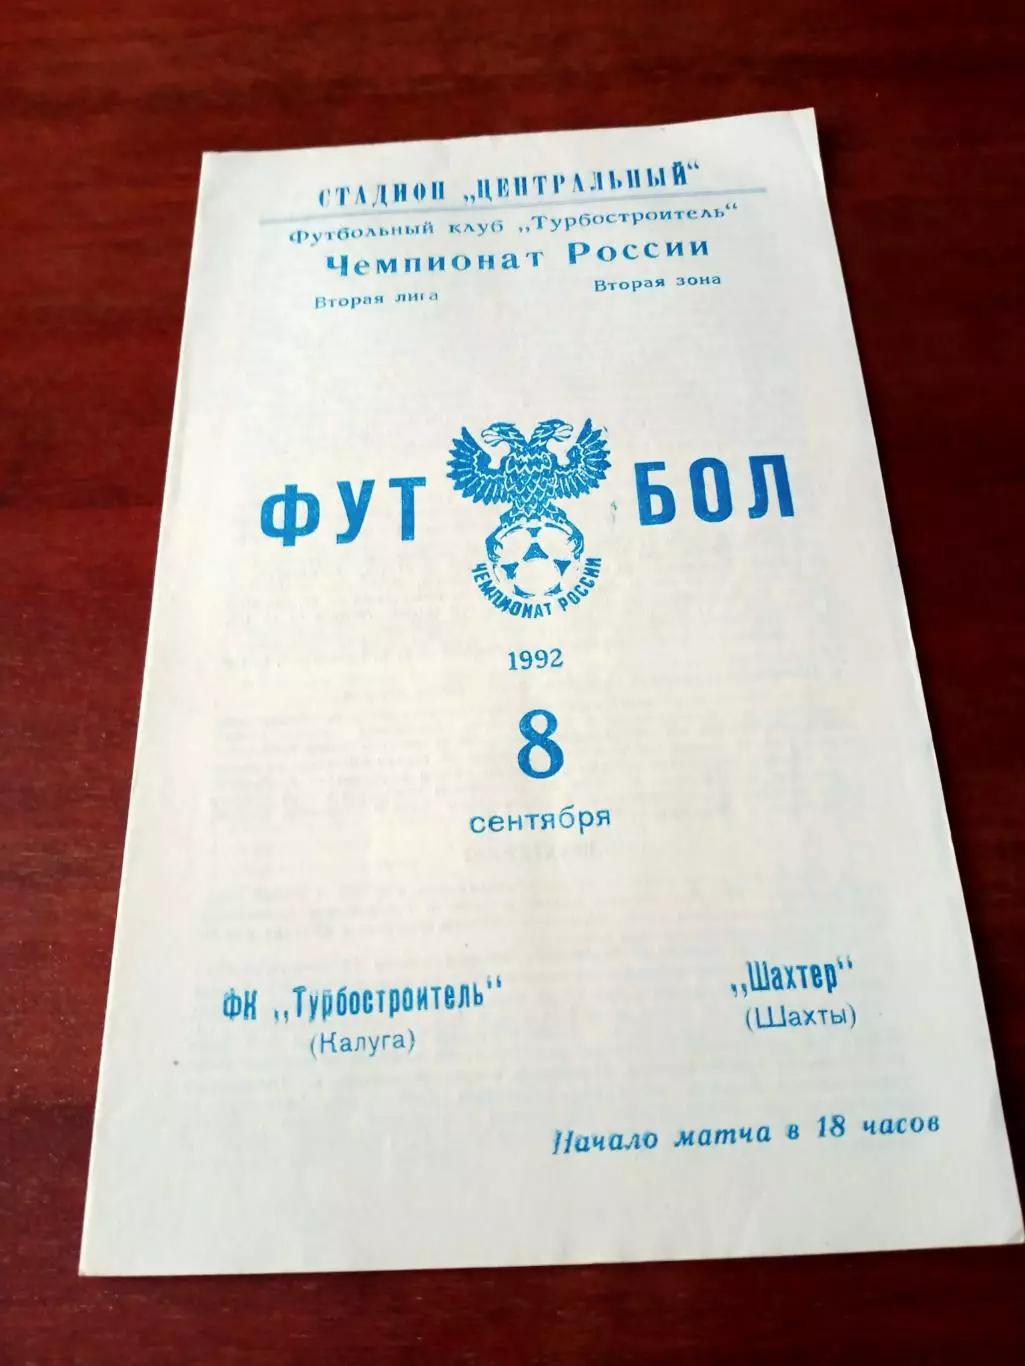 СТАДИОН „ЦЕНТРАЛЬНЫЙ“
Футбольный клуб „Турбостроитель“
Чемпионат России
Вторая лига Вторая зона
ФУТ БОЛ
ЧЕМПИОНАТ РОССИИ
1992
8
сентября
ФК „Турбостроитель“
(Калуга)
„Шахтер“
(Шахты)
Начало матча в 18 часов